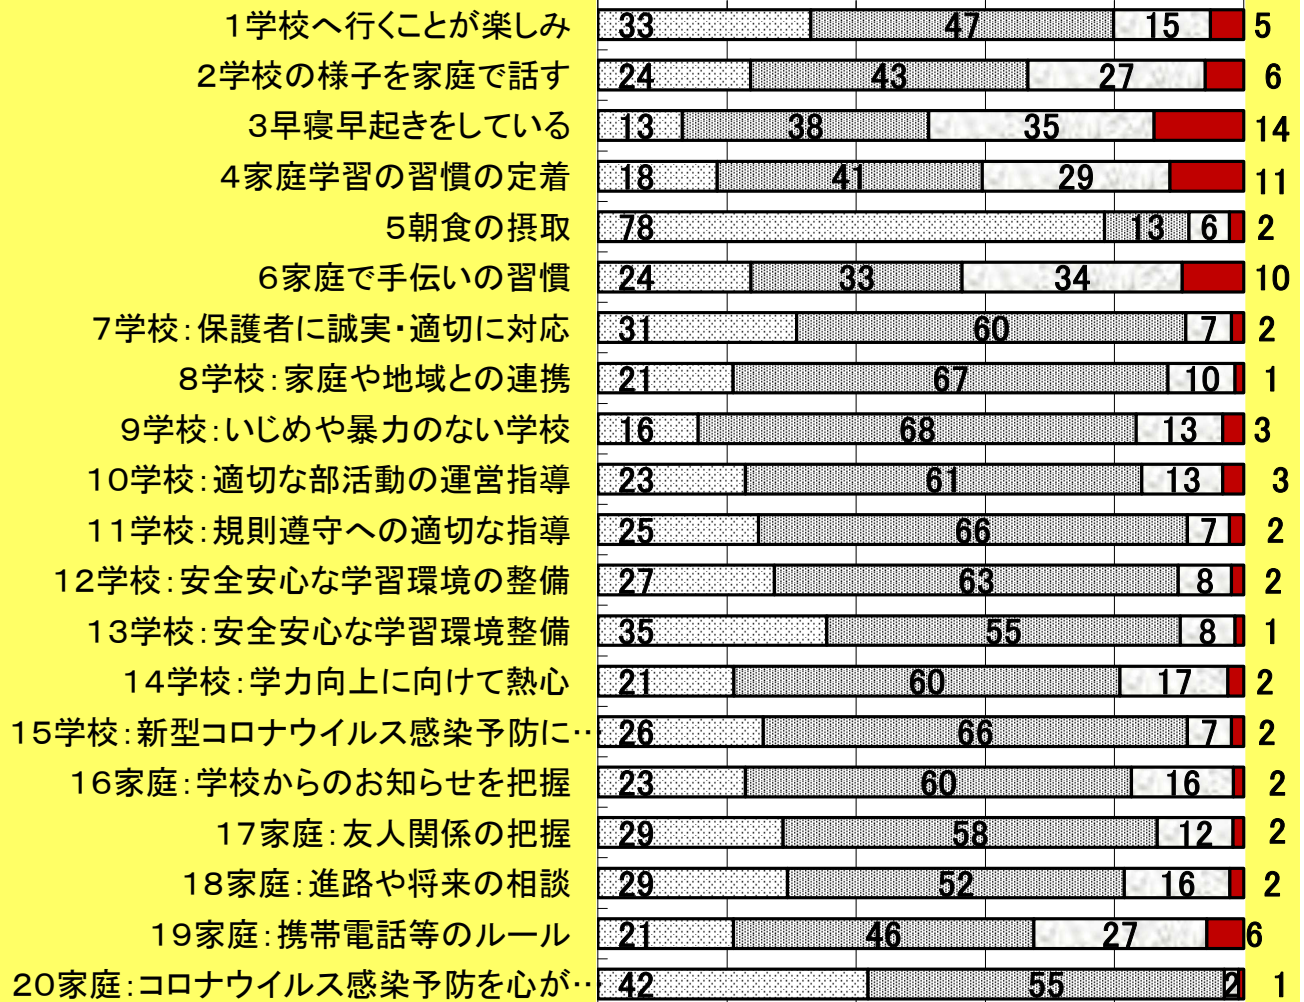 1学校へ行くことが楽しみ 33 47 15 5
2学校の様子を家庭で話す 24 43 27 6
3早寝早起きをしている 13 38 35 14
4家庭学習の習慣の定着 18 41 29 11
5朝食の摂取 78 13 6 2
6家庭で手伝いの習慣 24 33 34 10
7学校:保護者に誠実・適切に対応 31 60 7 2
8学校:家庭や地域との連携 21 67 10 1
9学校:いじめや暴力のない学校 16 68 13 3
10学校:適切な部活動の運営指導 23 61 13 3
11学校:規則遵守への適切な指導 25 66 7 2
12学校:安全安心な学習環境の整備 27 63 8 2
13学校:安全安心な学習環境整備 35 55 8 1
14学校:学力向上に向けて熱心 21 60 17 2
15学校:新型コロナウイルス感染予防に… 26 66 7 2
16家庭:学校からのお知らせを把握 23 60 16 2
17家庭:友人関係の把握 29 58 12 2
18家庭:進路や将来の相談 29 52 16 2
19家庭:携帯電話等のルール 21 46 27 6
20家庭:コロナウイルス感染予防を心が… 42 55 2 1